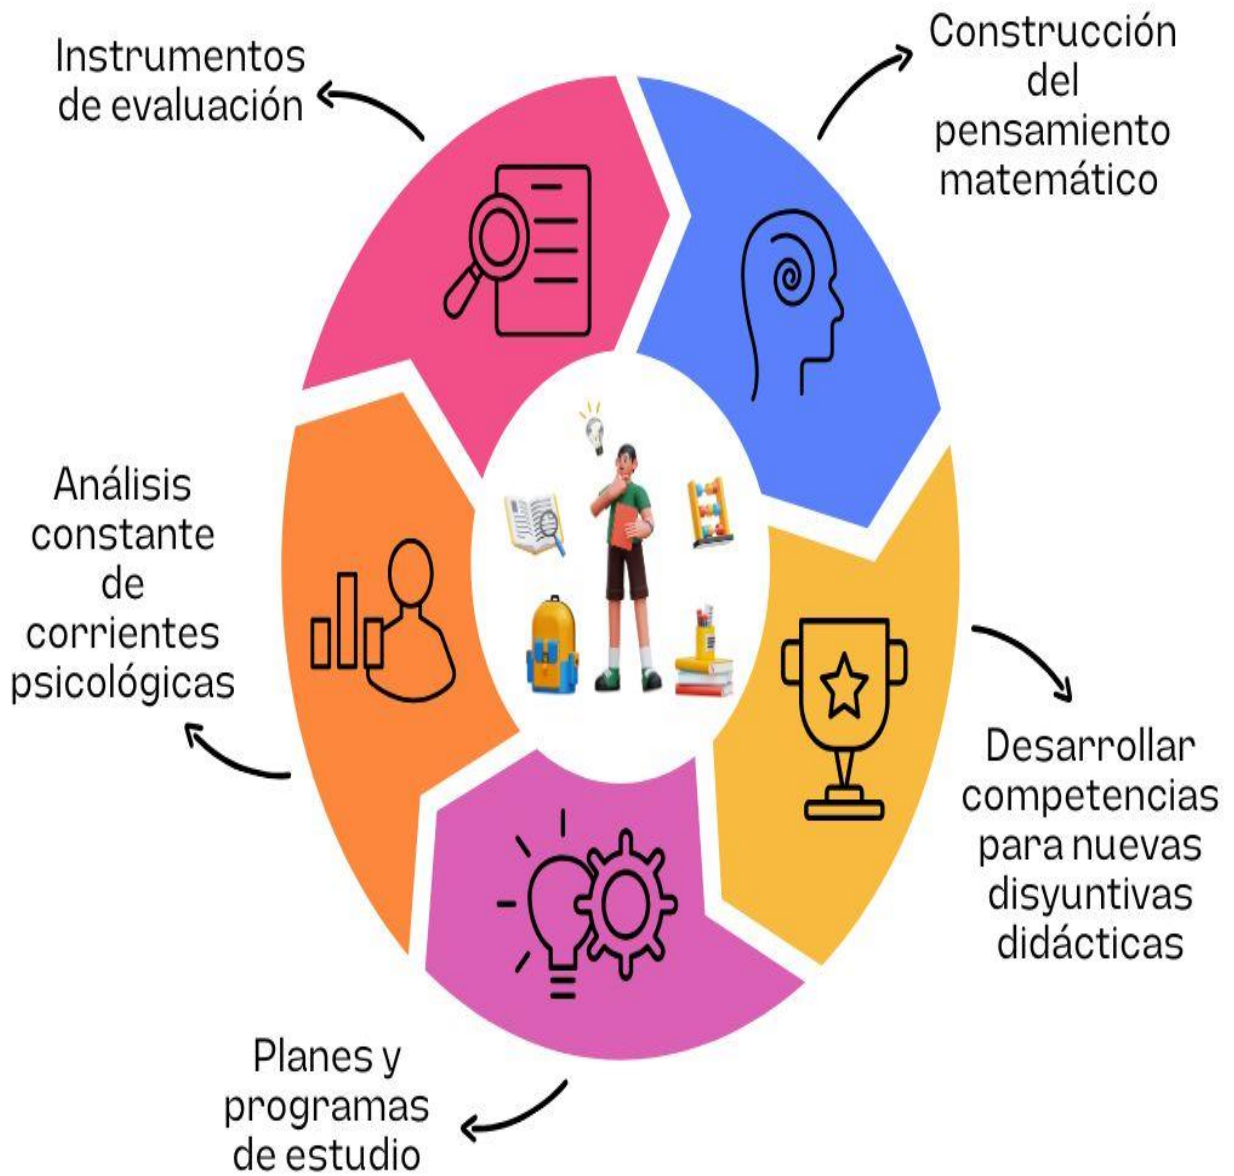 Instrumentos
de evaluación
Construcción
del
pensamiento
matemático
Análisis
constante
de
corrientes
psicológicas
Desarrollar
competencias
para nuevas
disyuntivas
didácticas
Planes y
programas
de estudio